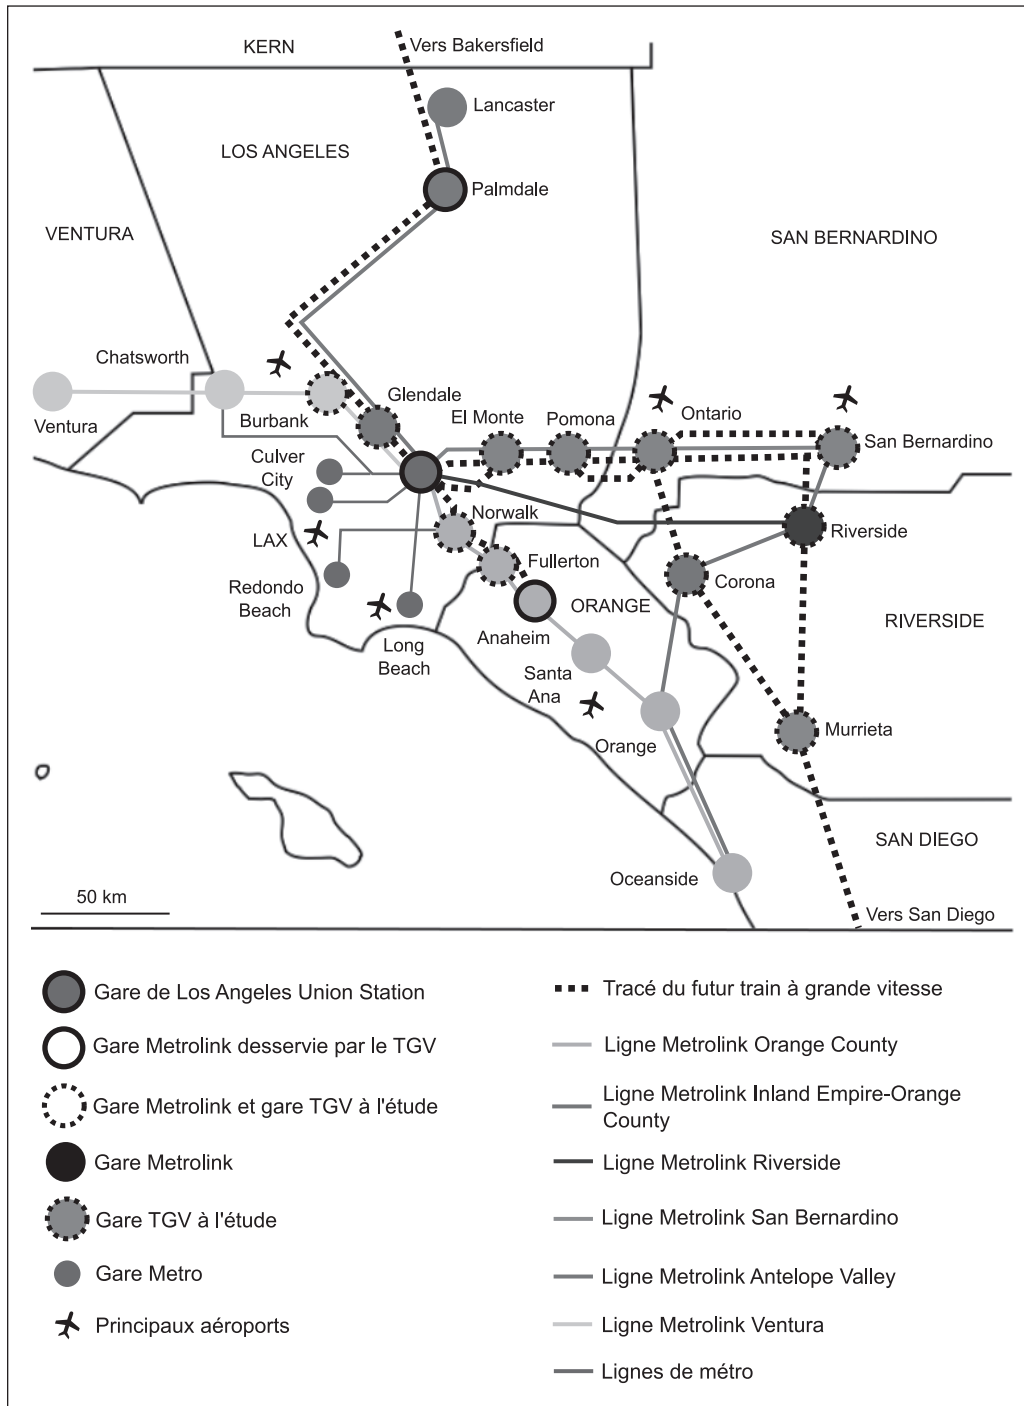 KERN
Vers Bakersfield
Lancaster
LOS ANGELES
Palmdale
VENTURA
SAN BERNARDINO
Chatsworth
Glendale
El Monte
Pomona
Ontario
Ventura
Burbank
San Bernardino
Culver
City
Norwalk
Riverside
LAX
Fullerton
Corona
Redondo
Beach
ORANGE
Anaheim
RIVERSIDE
Long
Beach
Santa
Ana
Murrieta
Orange
SAN DIEGO
Oceanside
50 km
Vers San Diego
Gare de Los Angeles Union Station
Gare Metrolink desservie par le TGV
Gare Metrolink et gare TGV à l'étude
Gare Metrolink
Gare TGV à l'étude
Gare Metro
Principaux aéroports
Tracé du futur train à grande vitesse
Ligne Metrolink Orange County
Ligne Metrolink Inland Empire-Orange
County
Ligne Metrolink Riverside
Ligne Metrolink San Bernardino
Ligne Metrolink Antelope Valley
Ligne Metrolink Ventura
Lignes de métro